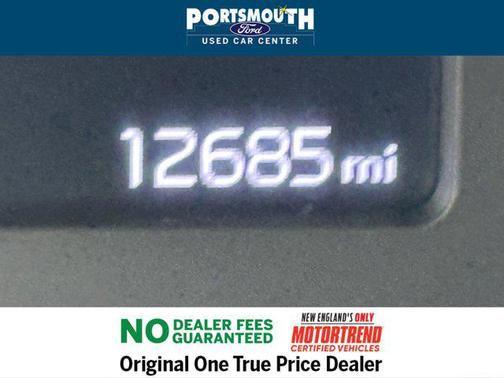 PORTSMOUTH
Ford
USED CAR CENTER
12685 mi
NO DEALER FEES
GUARANTEED
NEW ENGLAND'S ONLY
MOTORTREND
CERTIFIED VEHICLES
Original One True Price Dealer